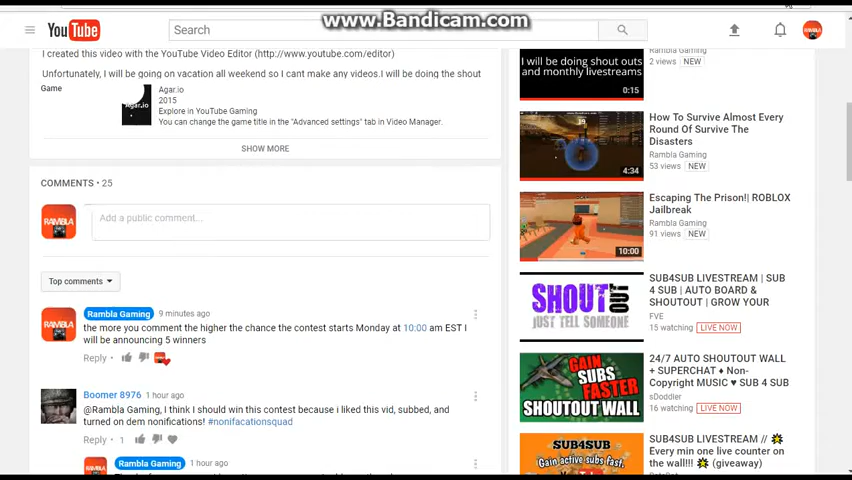 www.Bandicam.com
YouTube
Search
I created this video with the YouTube Video Editor (http://www.youtube.com/editor)
Unfortunately, I will be going on vacation all weekend so I cant make any videos.I will be doing the shout
Game
Agar.io
Agar.io
2015
Explore in YouTube Gaming
You can change the game title in the "Advanced settings" tab in Video Manager.
SHOW MORE
COMMENTS • 25
RAMBLA
Add a public comment...
Top comments
RAMBLA
Rambla Gaming 9 minutes ago
the more you comment the higher the chance the contest starts Monday at 10:00 am EST I
will be announcing 5 winners
Reply
Boomer 8976 1 hour ago
@Rambla Gaming, I think I should win this contest because i liked this vid, subbed, and
turned on dem nonifications! #nonifacationsquad
Reply 1
RAMBLA
Rambla Gaming 1 hour ago
I will be doing shout outs
and monthly livestreams
0:15
Rambla Gaming
2 views NEW
4:34
How To Survive Almost Every
Round Of Survive The
Disasters
Rambla Gaming
53 views NEW
10:00
Escaping The Prison!| ROBLOX
Jailbreak
Rambla Gaming
91 views NEW
SHOUT OUT
JUST TELL SOMEONE
SUB4SUB LIVESTREAM | SUB
4 SUB | AUTO BOARD &
SHOUTOUT | GROW YOUR
FVE
15 watching LIVE NOW
GAIN
SUBS
FASTER
SHOUTOUT WALL
24/7 AUTO SHOUTOUT WALL
+ SUPERCHAT ♦ Non-
Copyright MUSIC ♥ SUB 4 SUB
sDoddler
16 watching LIVE NOW
SUB4SUB
Gain active subs fast.
SUB4SUB LIVESTREAM //
Every min one live counter on
the wall!!! (giveaway)